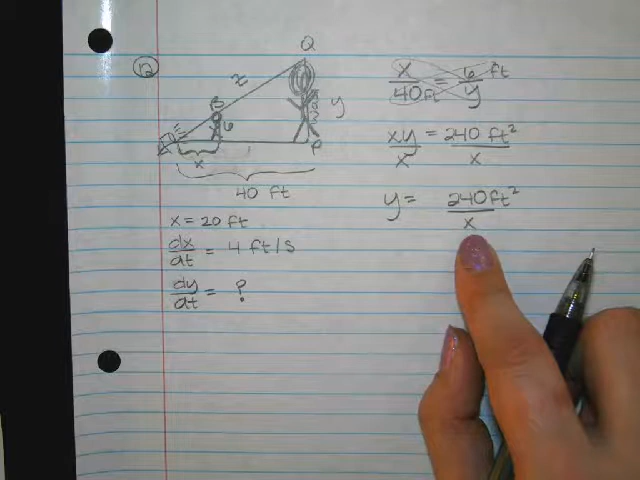 12
Q
z
B
6
y
x
P
40 ft
x = 20 ft
dx/dt = 4 ft/s
dy/dt = ?
x/40ft = 6 ft/y
xy/x = 240 ft²/x
y = 240ft²/x